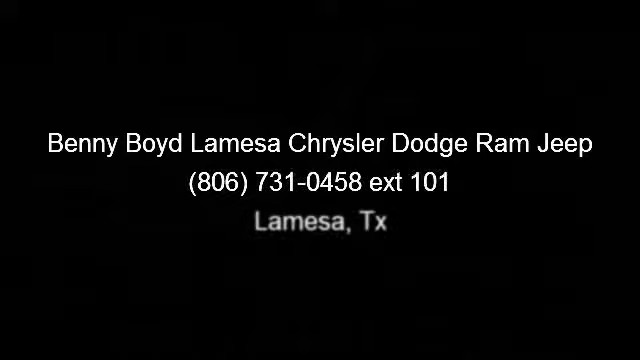 Benny Boyd Lamesa Chrysler Dodge Ram Jeep
(806) 731-0458 ext 101
Lamesa, Tx